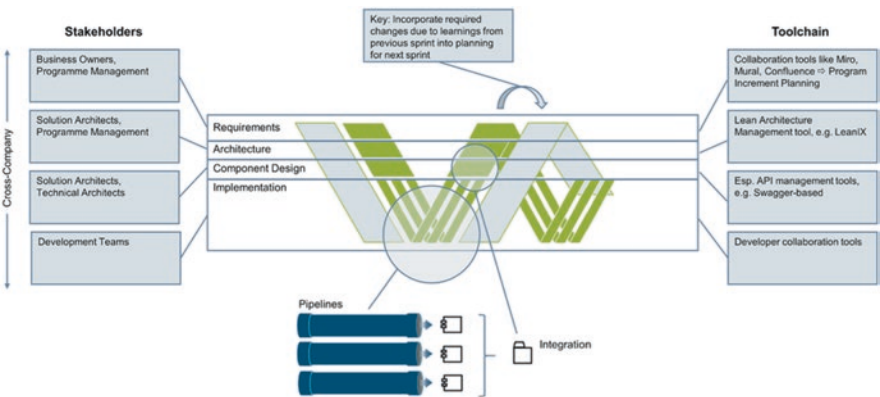 Stakeholders
Key: Incorporate required
changes due to learnings from
previous sprint into planning
for next sprint
Toolchain
Cross-Company
Business Owners,
Programme Management
Solution Architects,
Programme Management
Solution Architects,
Technical Architects
Development Teams
Requirements
Architecture
Component Design
Implementation
Collaboration tools like Miro,
Mural, Confluence ⇨ Program
Increment Planning
Lean Architecture
Management tool, e.g. LeanIX
Esp. API management tools,
e.g. Swagger-based
Developer collaboration tools
Pipelines
Integration